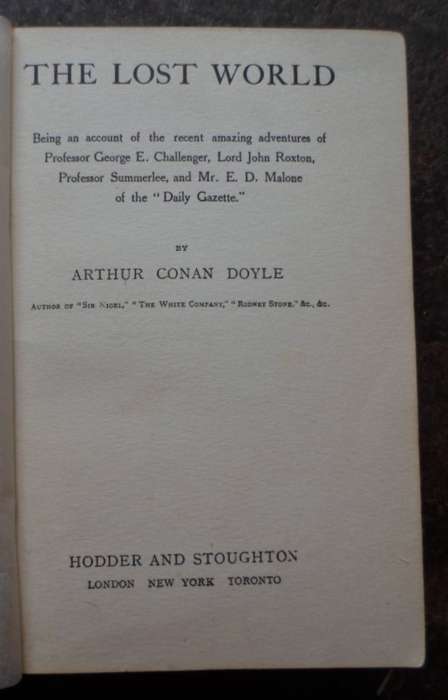 THE LOST WORLD
Being an account of the recent amazing adventures of
Professor George E. Challenger, Lord John Roxton,
Professor Summerlee, and Mr. E. D. Malone
of the "Daily Gazette."
BY
ARTHUR CONAN DOYLE
AUTHOR OF "SIR NIGEL," "THE WHITE COMPANY," "RODNEY STONE," &c., &c.
HODDER AND STOUGHTON
LONDON NEW YORK TORONTO